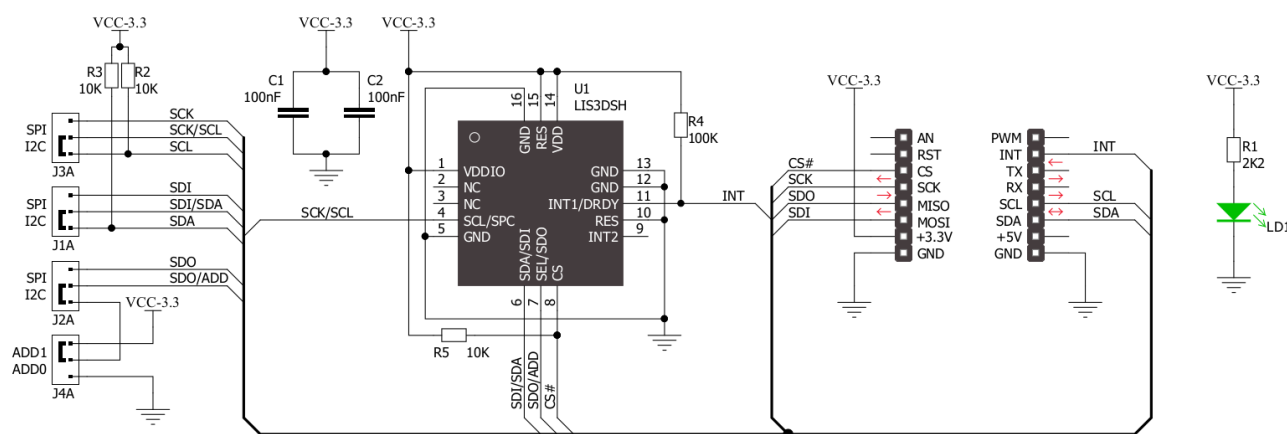 VCC-3.3
R3
10K
R2
10K
SPI
I2C
J3A
SCK
SCK/SCL
SCL
SPI
I2C
J1A
SDI
SDI/SDA
SDA
SPI
I2C
J2A
SDO
SDO/ADD
VCC-3.3
ADD1
ADD0
J4A
VCC-3.3
C1
100nF
C2
100nF
VCC-3.3
SCK/SCL
U1
LIS3DSH
16
15
14
GND
RES
VDD
1
VDDIO
2
NC
3
NC
4
SCL/SPC
5
GND
GND
13
GND
12
INT1/DRDY
11
RES
10
INT2
9
SDA/SDI
SEL/SDO
CS
6
7
8
R4
100K
R5
10K
SDI/SDA
SDO/ADD
CS#
INT
VCC-3.3
CS#
SCK
SDO
SDI
AN
RST
CS
SCK
MISO
MOSI
+3.3V
GND
PWM
INT
TX
RX
SCL
SDA
+5V
GND
INT
SCL
SDA
VCC-3.3
R1
2K2
LD1